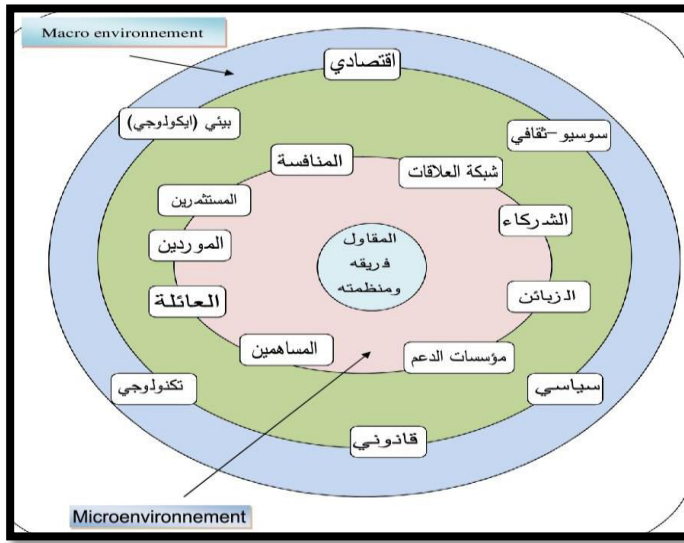 Macro environnement
اقتصادي
بيئي (ايكولوجي)
سوسيو-ثقافي
المنافسة
شبكة العلاقات
المستثمرين
الشركاء
الموردين
المقاول
فريقه
ومنظمته
العائلة
الزبائن
المساهمين
مؤسسات الدعم
تكنولوجي
سياسي
قانوني
Microenvironnement